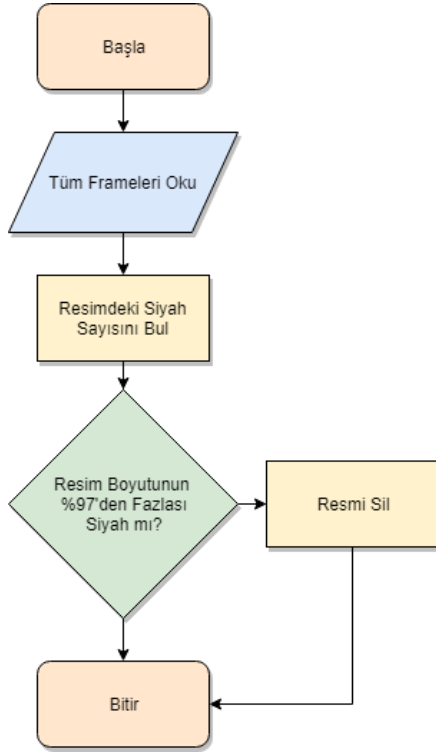 Başla
Tüm Frameleri Oku
Resimdeki Siyah
Sayısını Bul
Resim Boyutunun
%97'den Fazlası
Siyah mı?
Resmi Sil
Bitir